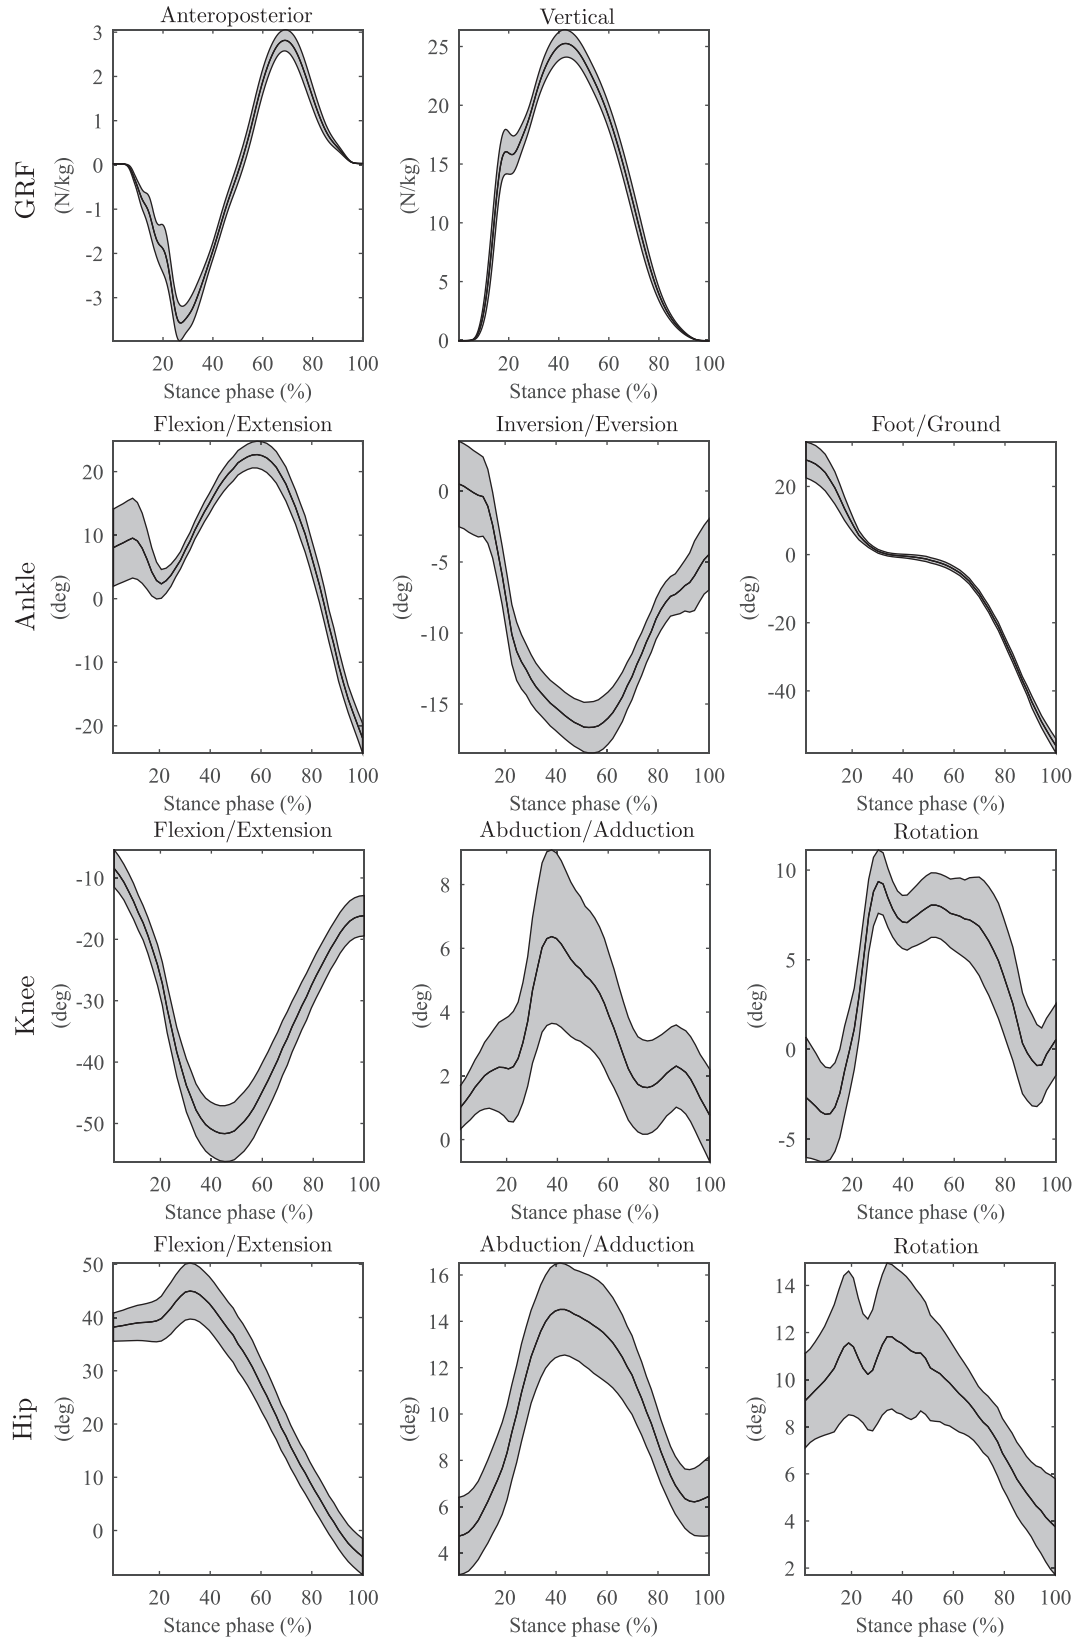 Anteroposterior
Vertical
GRF
(N/kg)
3
2
1
0
-1
-2
-3
20 40 60 80 100
Stance phase (%)
(N/kg)
25
20
15
10
5
0
20 40 60 80 100
Stance phase (%)
Flexion/Extension
Inversion/Eversion
Foot/Ground
Ankle
(deg)
20
10
0
-10
-20
20 40 60 80 100
Stance phase (%)
(deg)
0
-5
-10
-15
20 40 60 80 100
Stance phase (%)
(deg)
20
0
-20
-40
20 40 60 80 100
Stance phase (%)
Flexion/Extension
Abduction/Adduction
Rotation
Knee
(deg)
-10
-20
-30
-40
-50
20 40 60 80 100
Stance phase (%)
(deg)
8
6
4
2
0
20 40 60 80 100
Stance phase (%)
(deg)
10
5
0
-5
20 40 60 80 100
Stance phase (%)
Flexion/Extension
Abduction/Adduction
Rotation
Hip
(deg)
50
40
30
20
10
0
20 40 60 80 100
Stance phase (%)
(deg)
16
14
12
10
8
6
4
20 40 60 80 100
Stance phase (%)
(deg)
14
12
10
8
6
4
2
20 40 60 80 100
Stance phase (%)